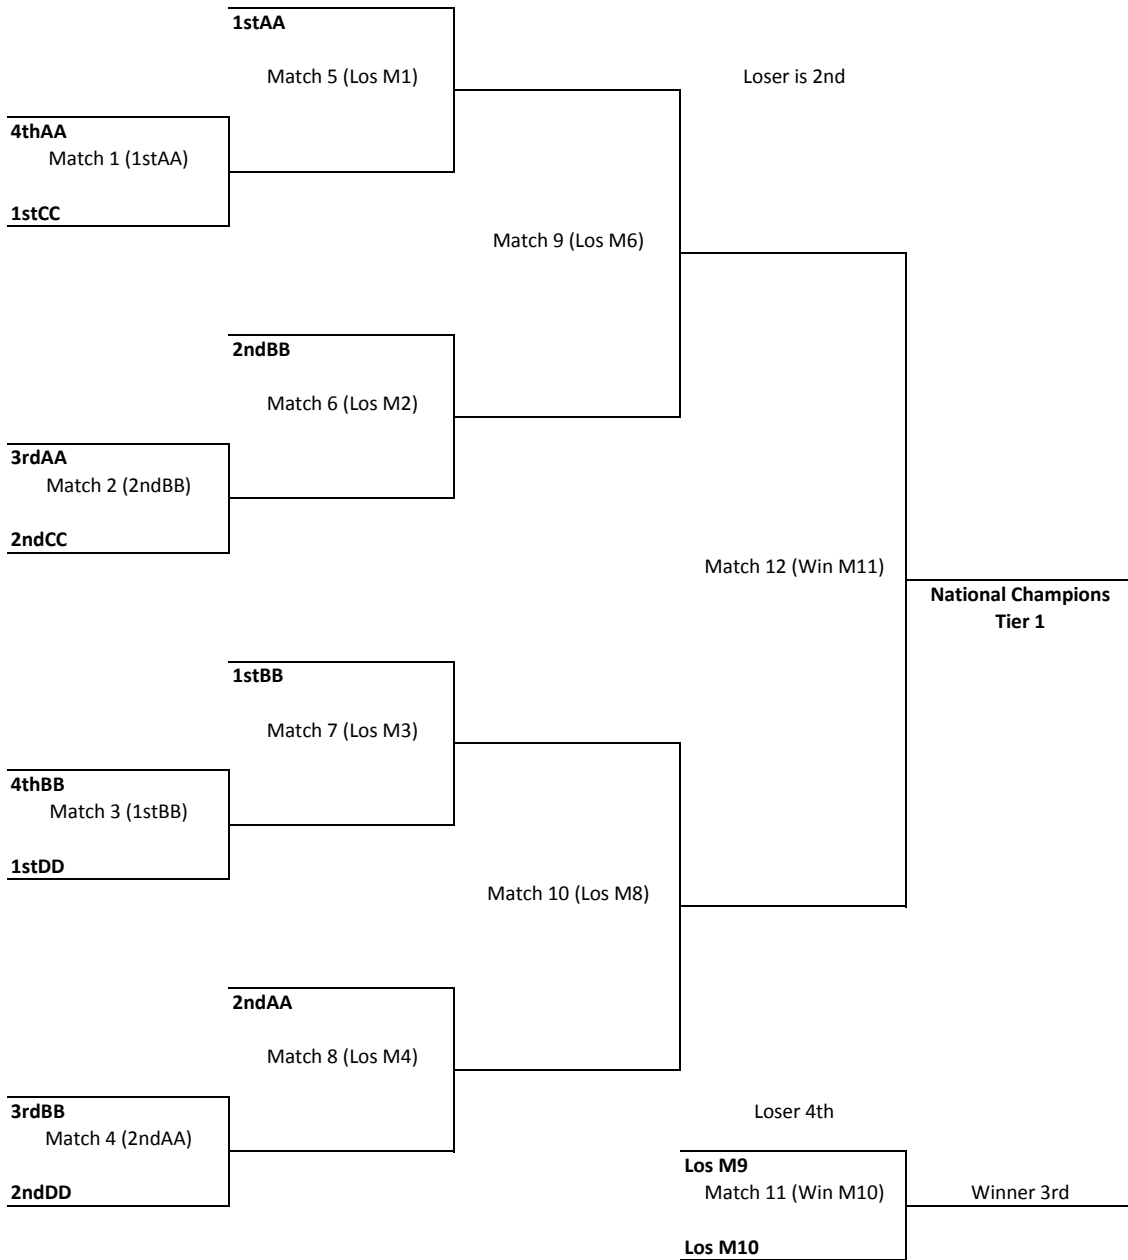 1stAA
Match 5 (Los M1)
Loser is 2nd
4thAA
Match 1 (1stAA)
1stCC
Match 9 (Los M6)
2ndBB
Match 6 (Los M2)
3rdAA
Match 2 (2ndBB)
2ndCC
Match 12 (Win M11)
National Champions
Tier 1
1stBB
Match 7 (Los M3)
4thBB
Match 3 (1stBB)
1stDD
Match 10 (Los M8)
2ndAA
Match 8 (Los M4)
3rdBB
Loser 4th
Match 4 (2ndAA)
Los M9
2ndDD
Match 11 (Win M10)
Winner 3rd
Los M10